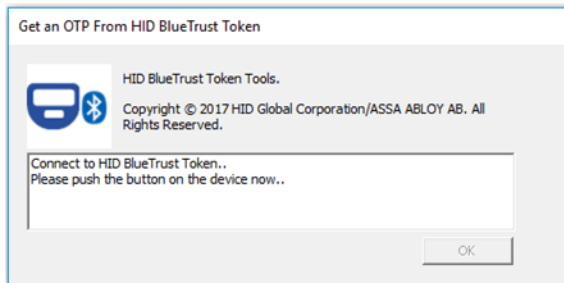 Get an OTP From HID BlueTrust Token
HID BlueTrust Token Tools.
Copyright © 2017 HID Global Corporation/ASSA ABLOY AB. All
Rights Reserved.
Connect to HID BlueTrust Token..
Please push the button on the device now..
OK